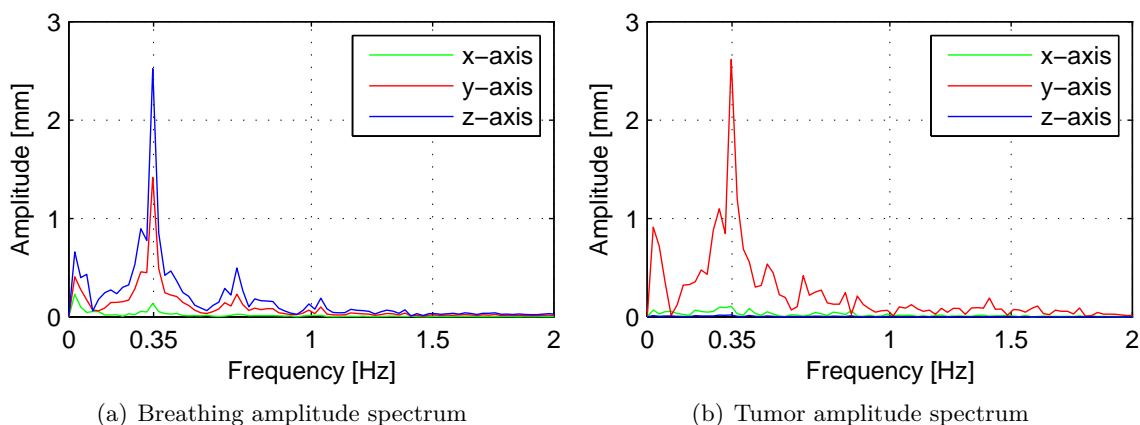 3
2
1
0
Amplitude [mm]
x−axis
y−axis
z−axis
0 0.35 1 1.5 2
Frequency [Hz]
(a) Breathing amplitude spectrum
3
2
1
0
Amplitude [mm]
x−axis
y−axis
z−axis
0 0.35 1 1.5 2
Frequency [Hz]
(b) Tumor amplitude spectrum